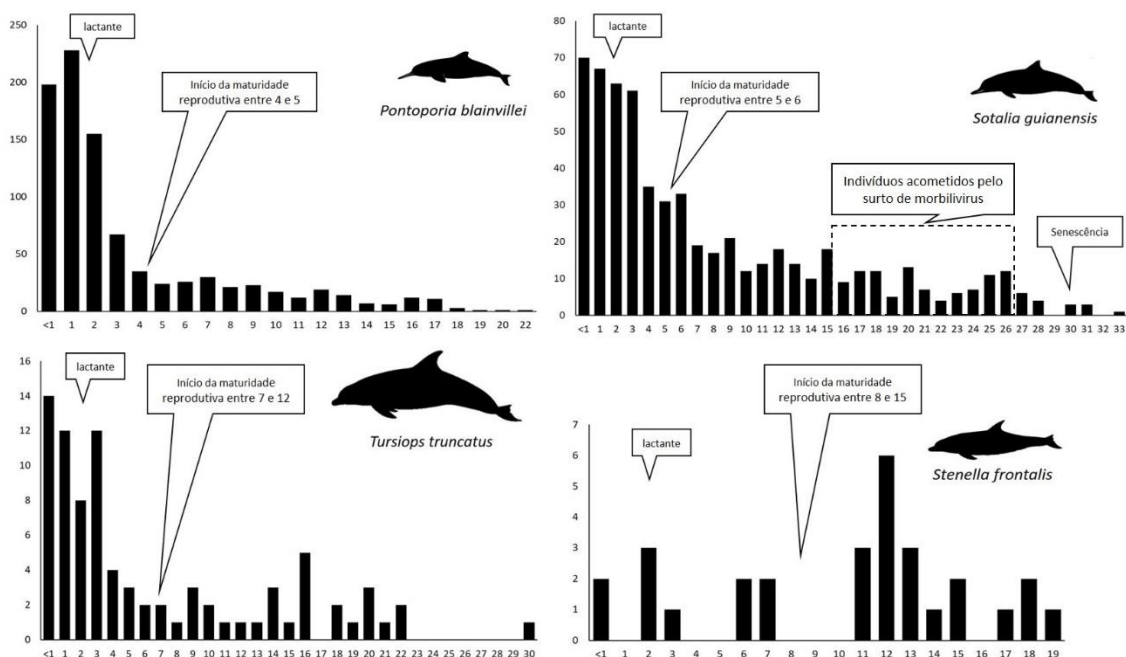 250
200
150
100
50
0
lactante
Início da maturidade
reprodutiva entre 4 e 5
Pontoporia blainvillei
<1 1 2 3 4 5 6 7 8 9 10 11 12 13 14 15 16 17 18 19 20 22
80
70
60
50
40
30
20
10
0
lactante
Início da maturidade
reprodutiva entre 5 e 6
Sotalia guianensis
Indivíduos acometidos pelo
surto de morbilivirus
Senescência
<1 1 2 3 4 5 6 7 8 9 10 11 12 13 14 15 16 17 18 19 20 21 22 23 24 25 26 27 28 29 30 31 32 33
16
14
12
10
8
6
4
2
0
lactante
Início da maturidade
reprodutiva entre 7 e 12
Tursiops truncatus
<1 1 2 3 4 5 6 7 8 9 10 11 12 13 14 15 16 17 18 19 20 21 22 23 24 25 26 27 28 29 30
7
6
5
4
3
2
1
0
lactante
Início da maturidade
reprodutiva entre 8 e 15
Stenella frontalis
<1 1 2 3 4 5 6 7 8 9 10 11 12 13 14 15 16 17 18 19